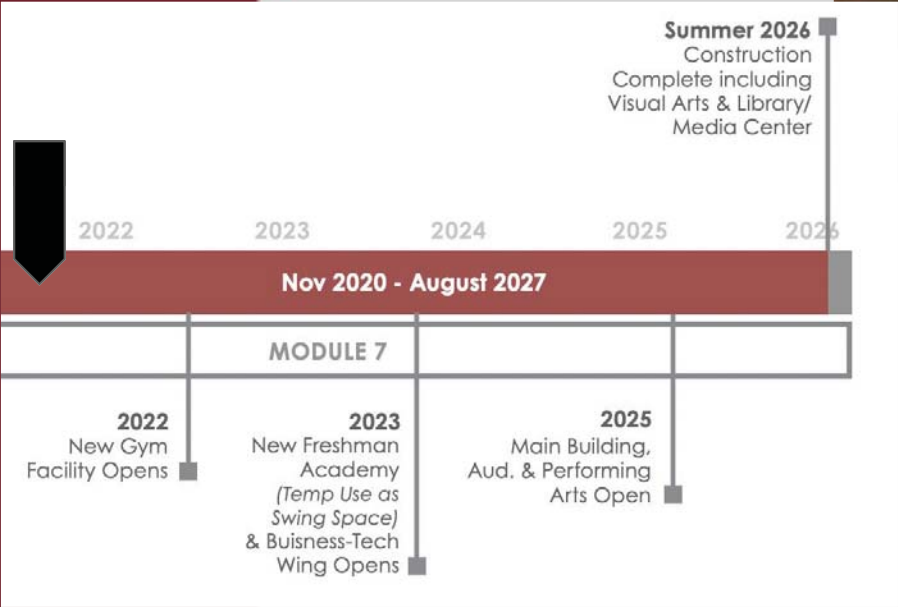 Summer 2026
Construction
Complete including
Visual Arts & Library/
Media Center
2022
2023
2024
2025
2026
Nov 2020 - August 2027
MODULE 7
2022
New Gym
Facility Opens
2023
New Freshman
Academy
(Temp Use as
Swing Space)
& Buisness-Tech
Wing Opens
2025
Main Building,
Aud. & Performing
Arts Open